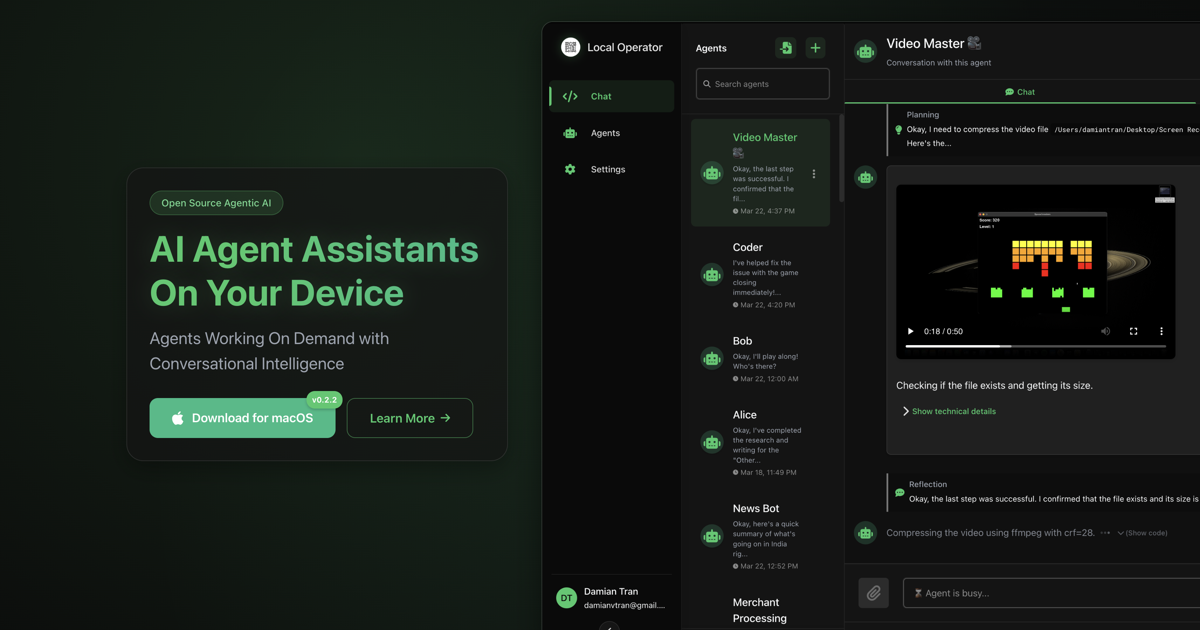 Open Source Agentic AI
AI Agent Assistants
On Your Device
Agents Working On Demand with
Conversational Intelligence
v0.2.2
Download for macOS
Learn More →
Local Operator
Chat
Agents
Settings
DT
Damian Tran
damianvtran@gmail....
Agents
Search agents
Video Master
Okay, the last step
was successful. I
confirmed that the
fil...
Mar 22, 4:37 PM
Coder
I've helped fix the
issue with the game
closing
immediately!...
Mar 22, 4:20 PM
Bob
Okay, I'll play along!
Who's there?
Mar 22, 12:00 AM
Alice
Okay, I've completed
the research and
writing for the
"Other...
Mar 18, 11:49 PM
News Bot
Okay, here's a quick
summary of what's
going on in India
rig...
Mar 22, 12:52 PM
Merchant
Processing
Video Master
Conversation with this agent
Chat
Planning
Okay, I need to compress the video file /Users/damiantran/Desktop/Screen Rec
Here's the...
Score: 320
Level: 1
0:18 / 0:50
Checking if the file exists and getting its size.
Show technical details
Reflection
Okay, the last step was successful. I confirmed that the file exists and its size is
Compressing the video using ffmpeg with crf=28. ••• (Show code)
Agent is busy...